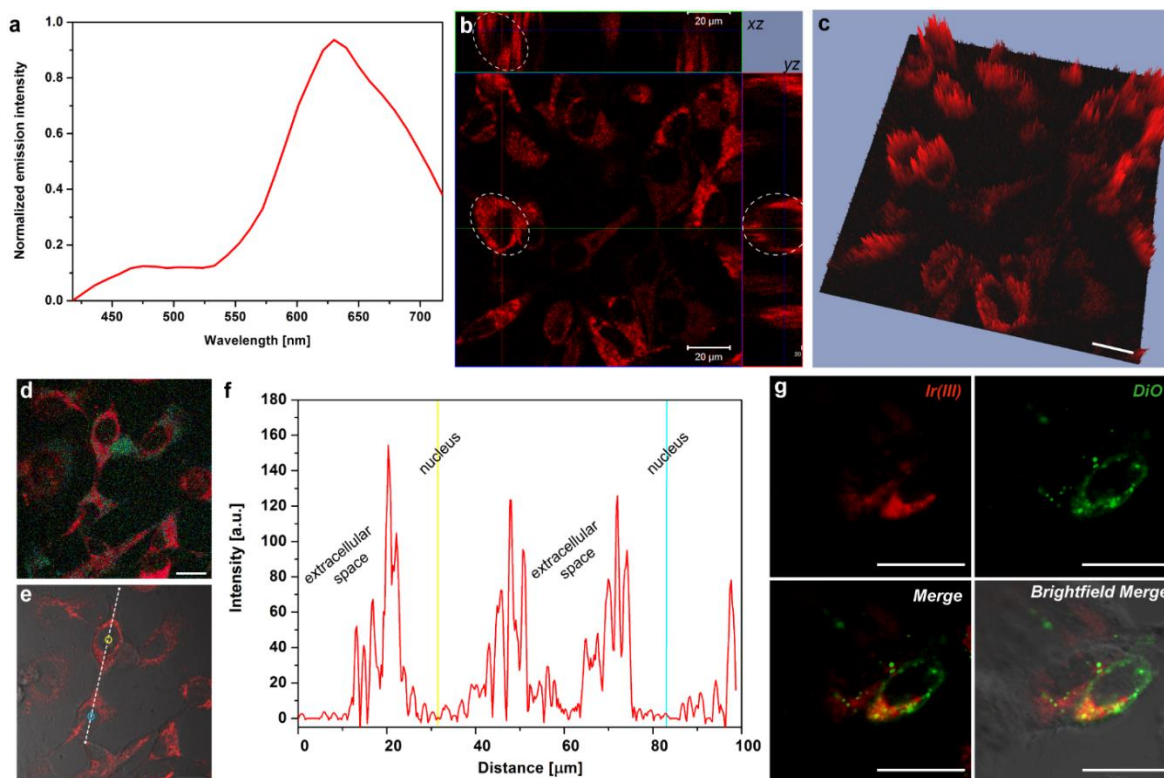 a
1.0
0.8
0.6
0.4
0.2
0.0
Normalized emission intensity
450
500
550
600
650
700
Wavelength [nm]
b
20 µm
xz
yz
20 µm
20
c
d
e
f
180
160
140
120
100
80
60
40
20
0
Intensity [a.u.]
extracellular
space
nucleus
extracellular
space
nucleus
0
20
40
60
80
100
Distance [µm]
g
Ir(III)
DiO
Merge
Brightfield Merge